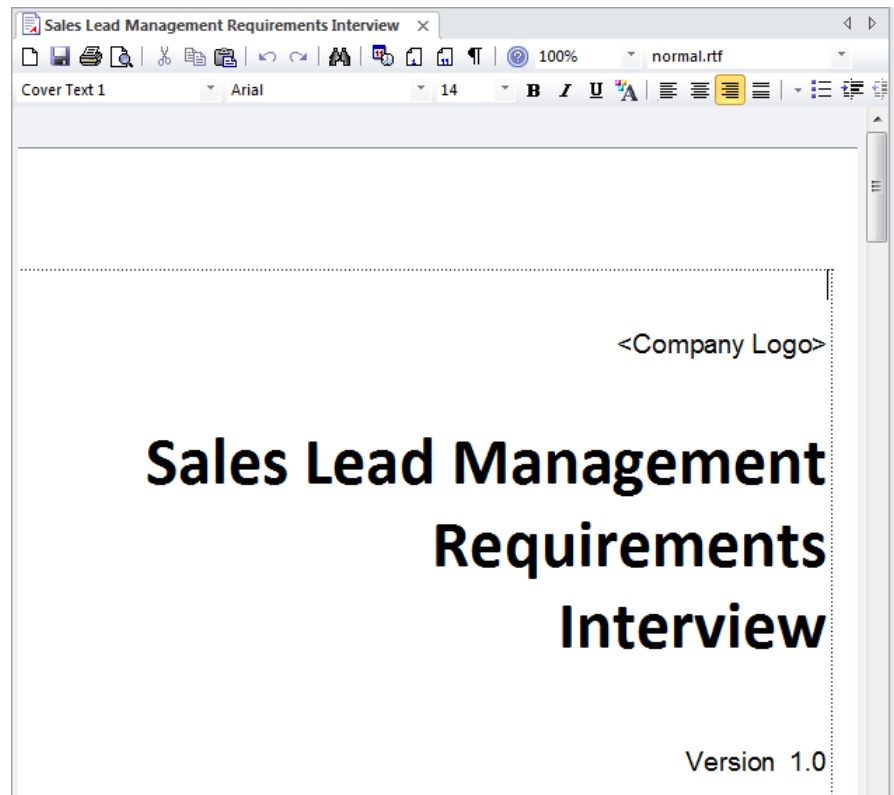 Sales Lead Management Requirements Interview
100% normal.rtf
Cover Text 1 Arial 14 B I U A
<Company Logo>
Sales Lead Management
Requirements
Interview
Version 1.0